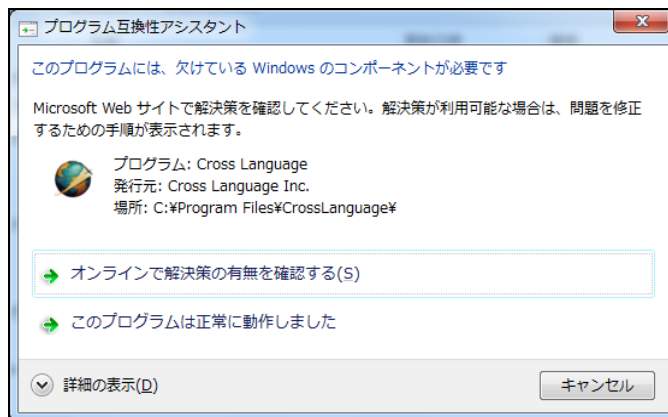 プログラム互換性アシスタント
このプログラムには、欠けている Windows のコンポーネントが必要です
Microsoft Web サイトで解決策を確認してください。解決策が利用可能な場合は、問題を修正
するための手順が表示されます。
プログラム: Cross Language
発行元: Cross Language Inc.
場所: C:¥Program Files¥CrossLanguage¥
オンラインで解決策の有無を確認する(S)
このプログラムは正常に動作しました
詳細の表示(D)
キャンセル